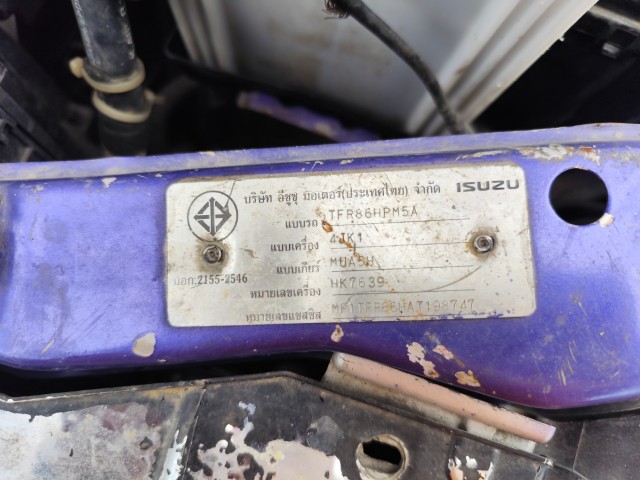 บริษัท อีซูซุ มอเตอร์(ประเทศไทย) จำกัด ISUZU
แบบรถ TFR86HPM5A
แบบเครื่อง 4JK1
แบบเกียร์ MUA5H
มอก.2155-2546
หมายเลขเครื่อง HK7639
หมายเลขแชสซีส